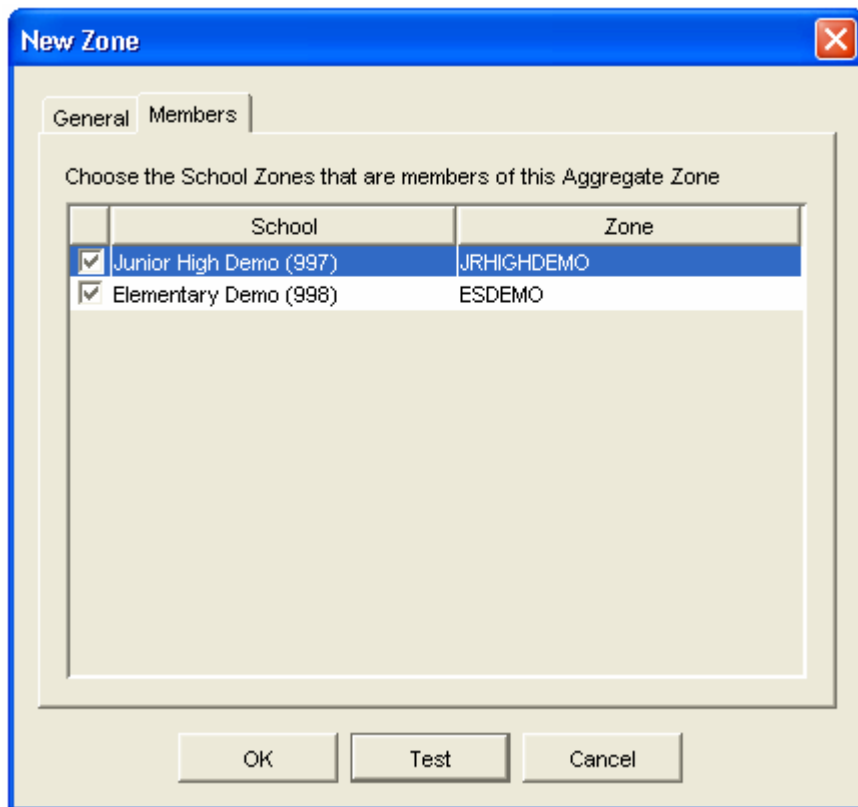 New Zone
General Members
Choose the School Zones that are members of this Aggregate Zone
School Zone
Junior High Demo (997) JRHIGHDEMO
Elementary Demo (998) ESDEMO
OK Test Cancel